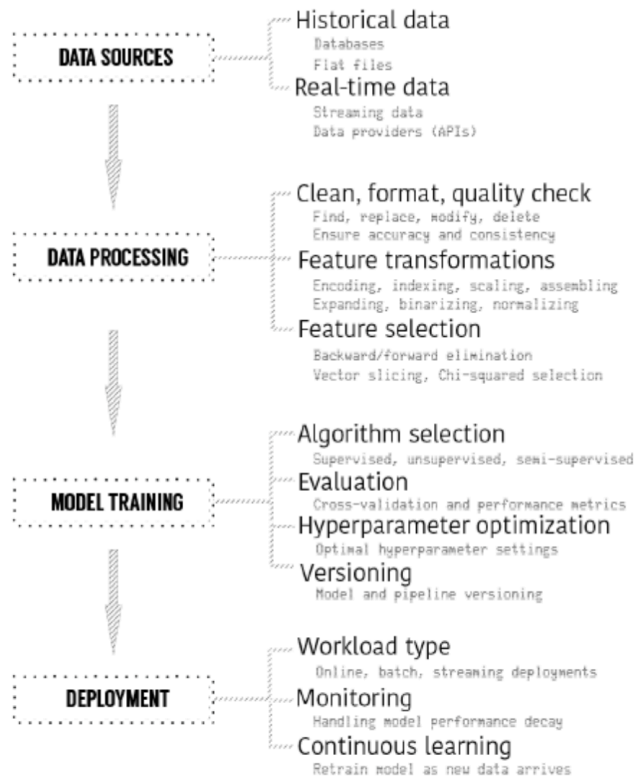 DATA SOURCES
Historical data
Databases
Flat files
Real-time data
Streaming data
Data providers (APIs)
DATA PROCESSING
Clean, format, quality check
Find, replace, modify, delete
Ensure accuracy and consistency
Feature transformations
Encoding, indexing, scaling, assembling
Expanding, binarizing, normalizing
Feature selection
Backward/forward elimination
Vector slicing, Chi-squared selection
MODEL TRAINING
Algorithm selection
Supervised, unsupervised, semi-supervised
Evaluation
Cross-validation and performance metrics
Hyperparameter optimization
Optimal hyperparameter settings
Versioning
Model and pipeline versioning
DEPLOYMENT
Workload type
Online, batch, streaming deployments
Monitoring
Handling model performance decay
Continuous learning
Retrain model as new data arrives